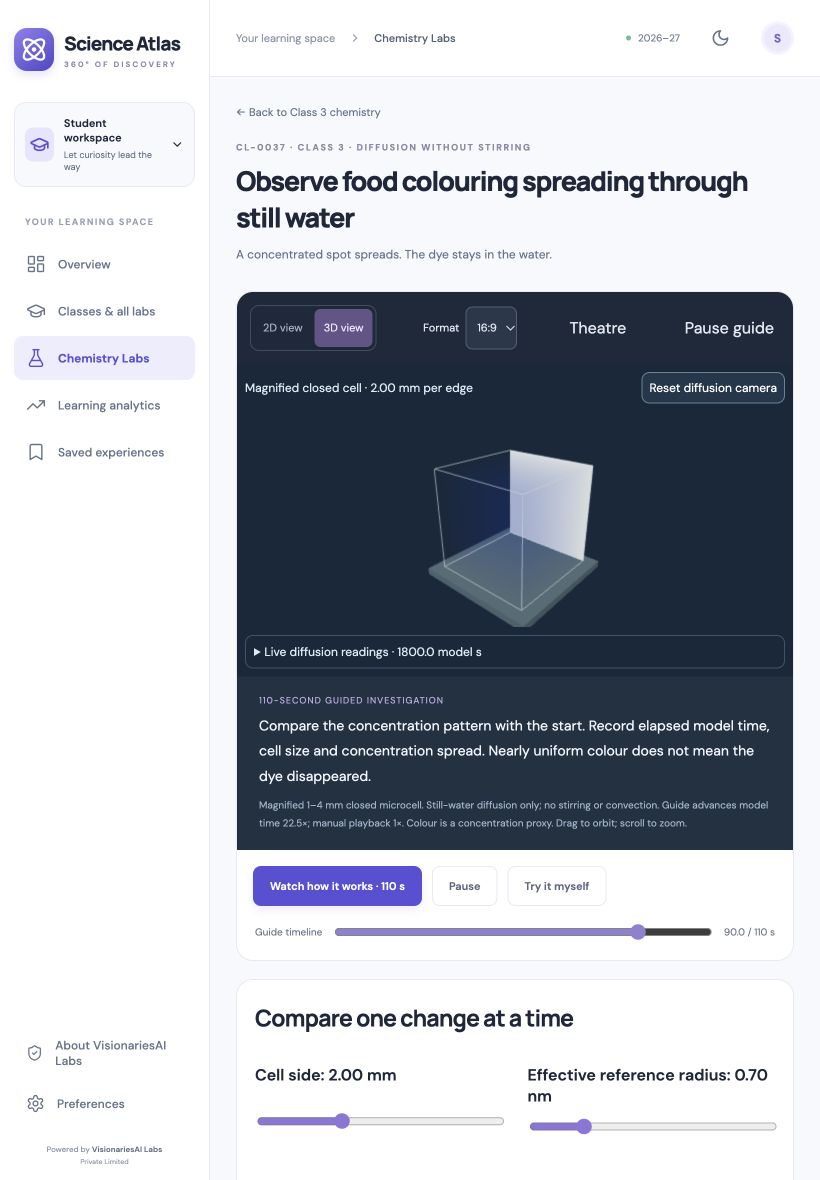 Science Atlas
360° OF DISCOVERY
Student
workspace
Let curiosity lead the
way
YOUR LEARNING SPACE
Overview
Classes & all labs
Chemistry Labs
Learning analytics
Saved experiences
About VisionariesAI
Labs
Preferences
Powered by VisionariesAI Labs
Private Limited
Your learning space
Chemistry Labs
2026–27
S
← Back to Class 3 chemistry
CL-0037 · CLASS 3 · DIFFUSION WITHOUT STIRRING
Observe food colouring spreading through
still water
A concentrated spot spreads. The dye stays in the water.
2D view
3D view
Format
16:9
Theatre
Pause guide
Magnified closed cell · 2.00 mm per edge
Reset diffusion camera
▶ Live diffusion readings · 1800.0 model s
110-SECOND GUIDED INVESTIGATION
Compare the concentration pattern with the start. Record elapsed model time,
cell size and concentration spread. Nearly uniform colour does not mean the
dye disappeared.
Magnified 1–4 mm closed microcell. Still-water diffusion only; no stirring or convection. Guide advances model
time 22.5×; manual playback 1×. Colour is a concentration proxy. Drag to orbit; scroll to zoom.
Watch how it works · 110 s
Pause
Try it myself
Guide timeline
90.0 / 110 s
Compare one change at a time
Cell side: 2.00 mm
Effective reference radius: 0.70
nm